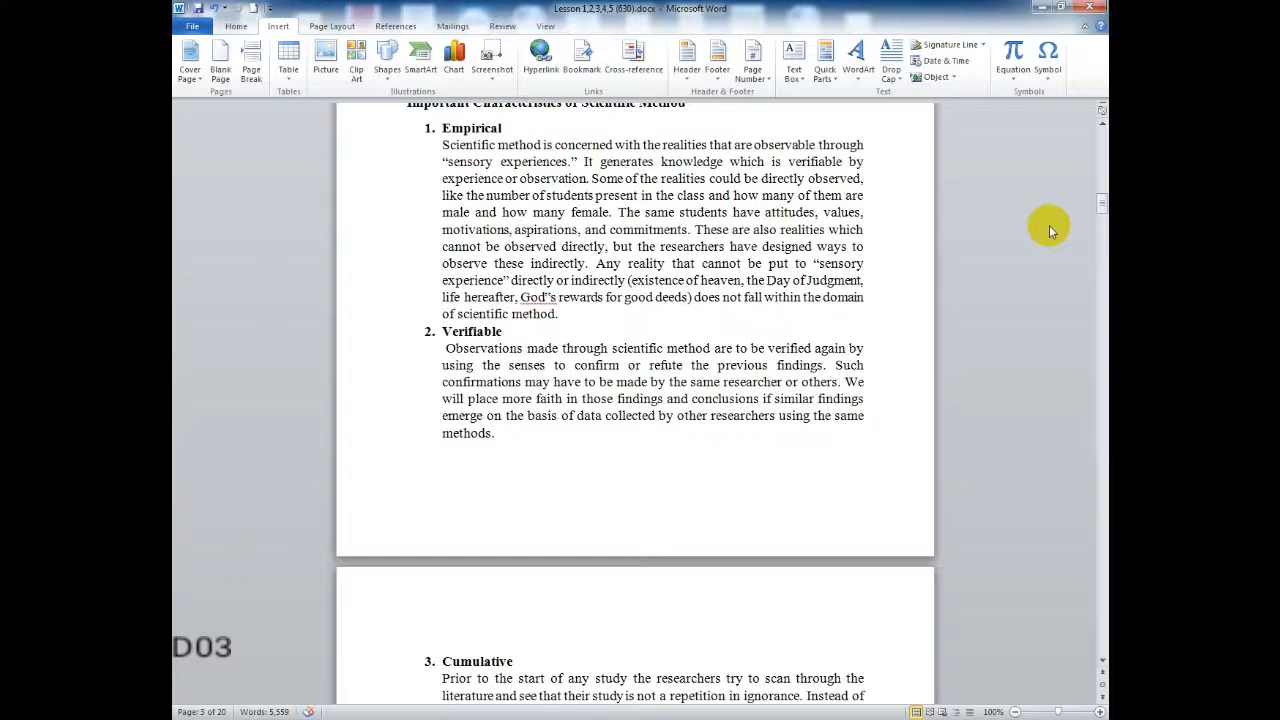 Lesson 1,2,3,4,5 (630).docx - Microsoft Word
File Home Insert Page Layout References Mailings Review View
Cover Page Blank Page Page Break Table Picture Clip Art Shapes SmartArt Chart Screenshot Hyperlink Bookmark Cross-reference Header Footer Page Number Text Box Quick Parts WordArt Drop Cap Signature Line Date & Time Object Equation Symbol
Pages Tables Illustrations Links Header & Footer Text Symbols
Important Characteristics of Scientific Method
1. Empirical
Scientific method is concerned with the realities that are observable through
“sensory experiences.” It generates knowledge which is verifiable by
experience or observation. Some of the realities could be directly observed,
like the number of students present in the class and how many of them are
male and how many female. The same students have attitudes, values,
motivations, aspirations, and commitments. These are also realities which
cannot be observed directly, but the researchers have designed ways to
observe these indirectly. Any reality that cannot be put to “sensory
experience” directly or indirectly (existence of heaven, the Day of Judgment,
life hereafter, God‟s rewards for good deeds) does not fall within the domain
of scientific method.
2. Verifiable
Observations made through scientific method are to be verified again by
using the senses to confirm or refute the previous findings. Such
confirmations may have to be made by the same researcher or others. We
will place more faith in those findings and conclusions if similar findings
emerge on the basis of data collected by other researchers using the same
methods.
D03
3. Cumulative
Prior to the start of any study the researchers try to scan through the
literature and see that their study is not a repetition in ignorance. Instead of
Page: 3 of 20 Words: 5,559 100%